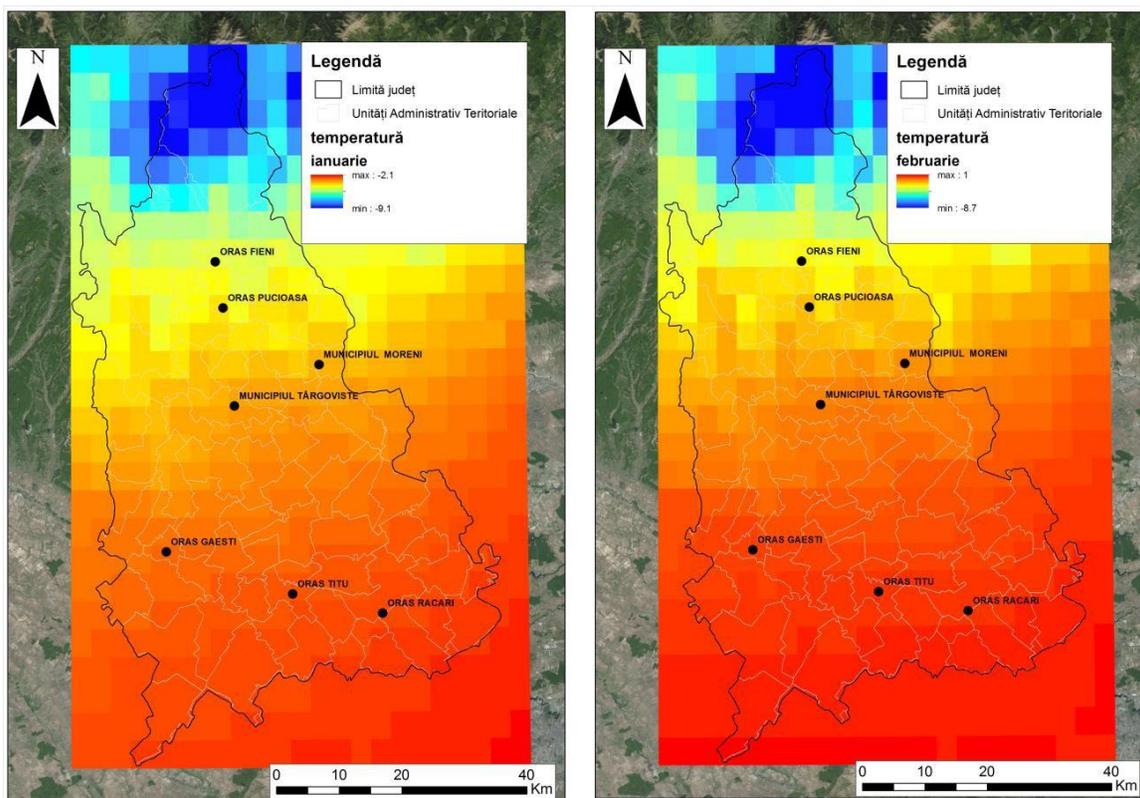 N
Legendă
Limită județ
Unități Administrativ Teritoriale
temperatură
ianuarie
max : -2.1
min : -9.1
ORAS FIENI
ORAS PUCIOASA
MUNICIPIUL MORENI
MUNICIPIUL TÂRGOVISTE
ORAS GAESTI
ORAS TITU
ORAS RACARI
0 10 20 40
Km
N
Legendă
Limită județ
Unități Administrativ Teritoriale
temperatură
februarie
max : 1
min : -8.7
ORAS FIENI
ORAS PUCIOASA
MUNICIPIUL MORENI
MUNICIPIUL TÂRGOVISTE
ORAS GAESTI
ORAS TITU
ORAS RACARI
0 10 20 40
Km